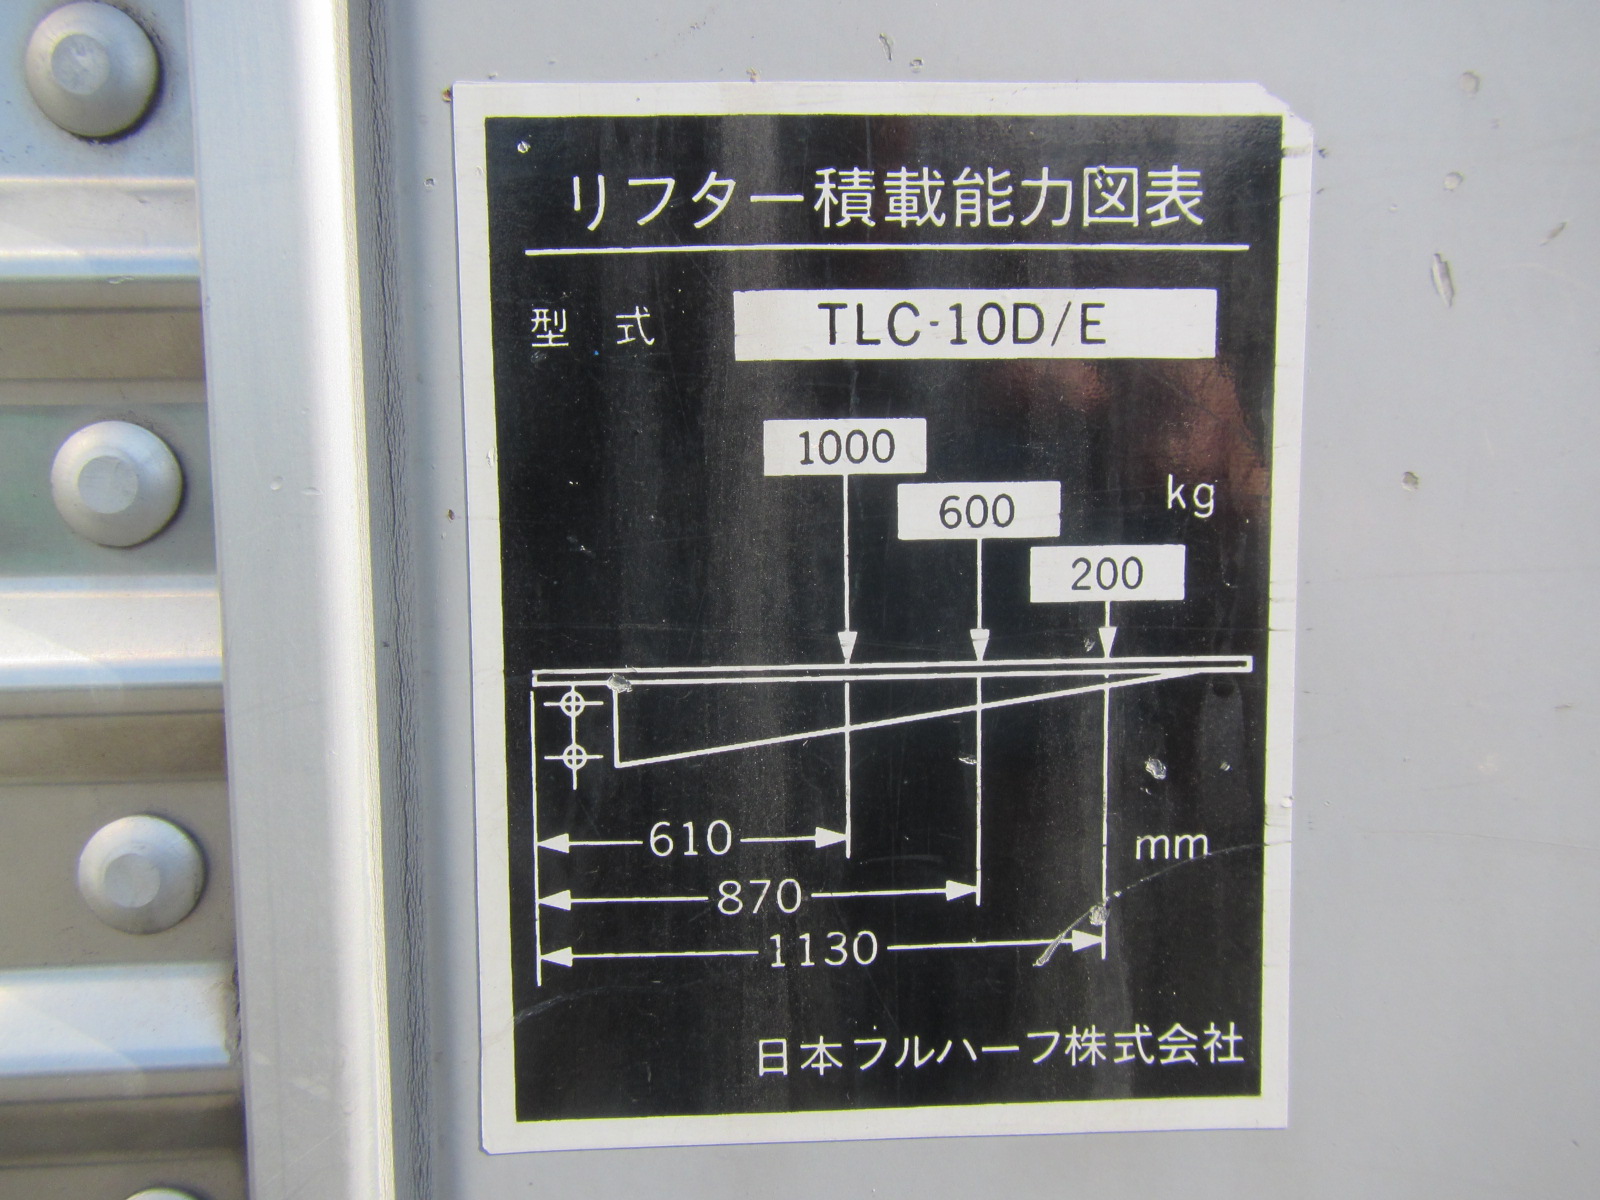 リフター積載能力図表
型式 TLC-10D/E
1000
600
kg
200
610
mm
870
1130
日本フルハーフ株式会社